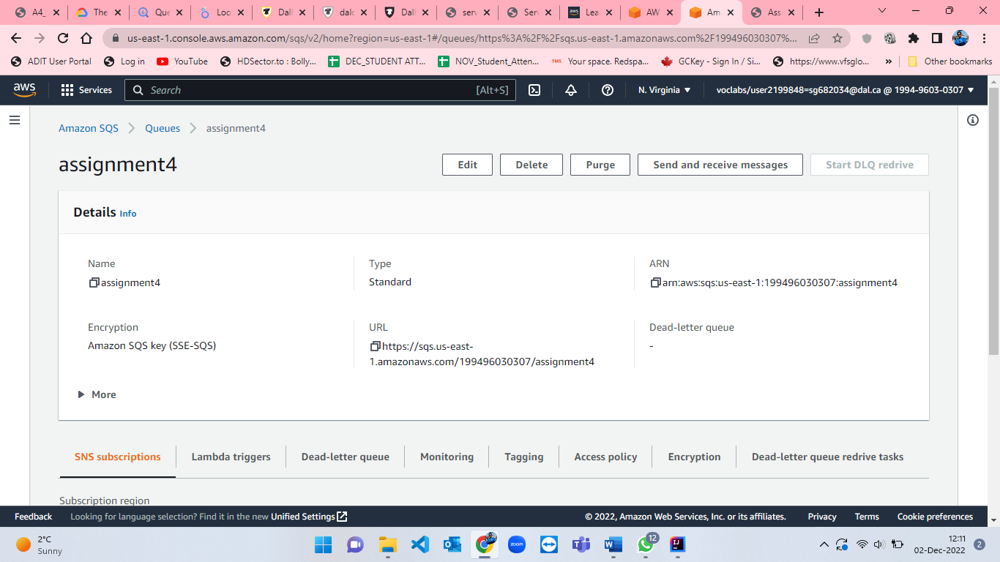 A4_
The
Que
Loo
Dall
dalc
Dall
serv
Serv
Lea
AW
Am
Ass
us-east-1.console.aws.amazon.com/sqs/v2/home?region=us-east-1#/queues/https%3A%2F%2Fsqs.us-east-1.amazonaws.com%2F199496030307%...
ADIT User Portal
Log in
YouTube
HDSector.to : Bolly...
DEC_STUDENT ATT...
NOV_Student_Atten...
TMS Your space. Redspa...
GCKey - Sign In / Si...
https://www.vfsglo...
»
Other bookmarks
aws
Services
Search
[Alt+S]
N. Virginia
voclabs/user2199848=sg682034@dal.ca @ 1994-9603-0307
Amazon SQS
Queues
assignment4
assignment4
Edit
Delete
Purge
Send and receive messages
Start DLQ redrive
Details Info
Name
assignment4
Type
Standard
ARN
arn:aws:sqs:us-east-1:199496030307:assignment4
Encryption
Amazon SQS key (SSE-SQS)
URL
https://sqs.us-east-
1.amazonaws.com/199496030307/assignment4
Dead-letter queue
-
More
SNS subscriptions
Lambda triggers
Dead-letter queue
Monitoring
Tagging
Access policy
Encryption
Dead-letter queue redrive tasks
Subscription region
Feedback
Looking for language selection? Find it in the new Unified Settings
© 2022, Amazon Web Services, Inc. or its affiliates.
Privacy
Terms
Cookie preferences
2°C
Sunny
zoom
12
12:11
02-Dec-2022
2